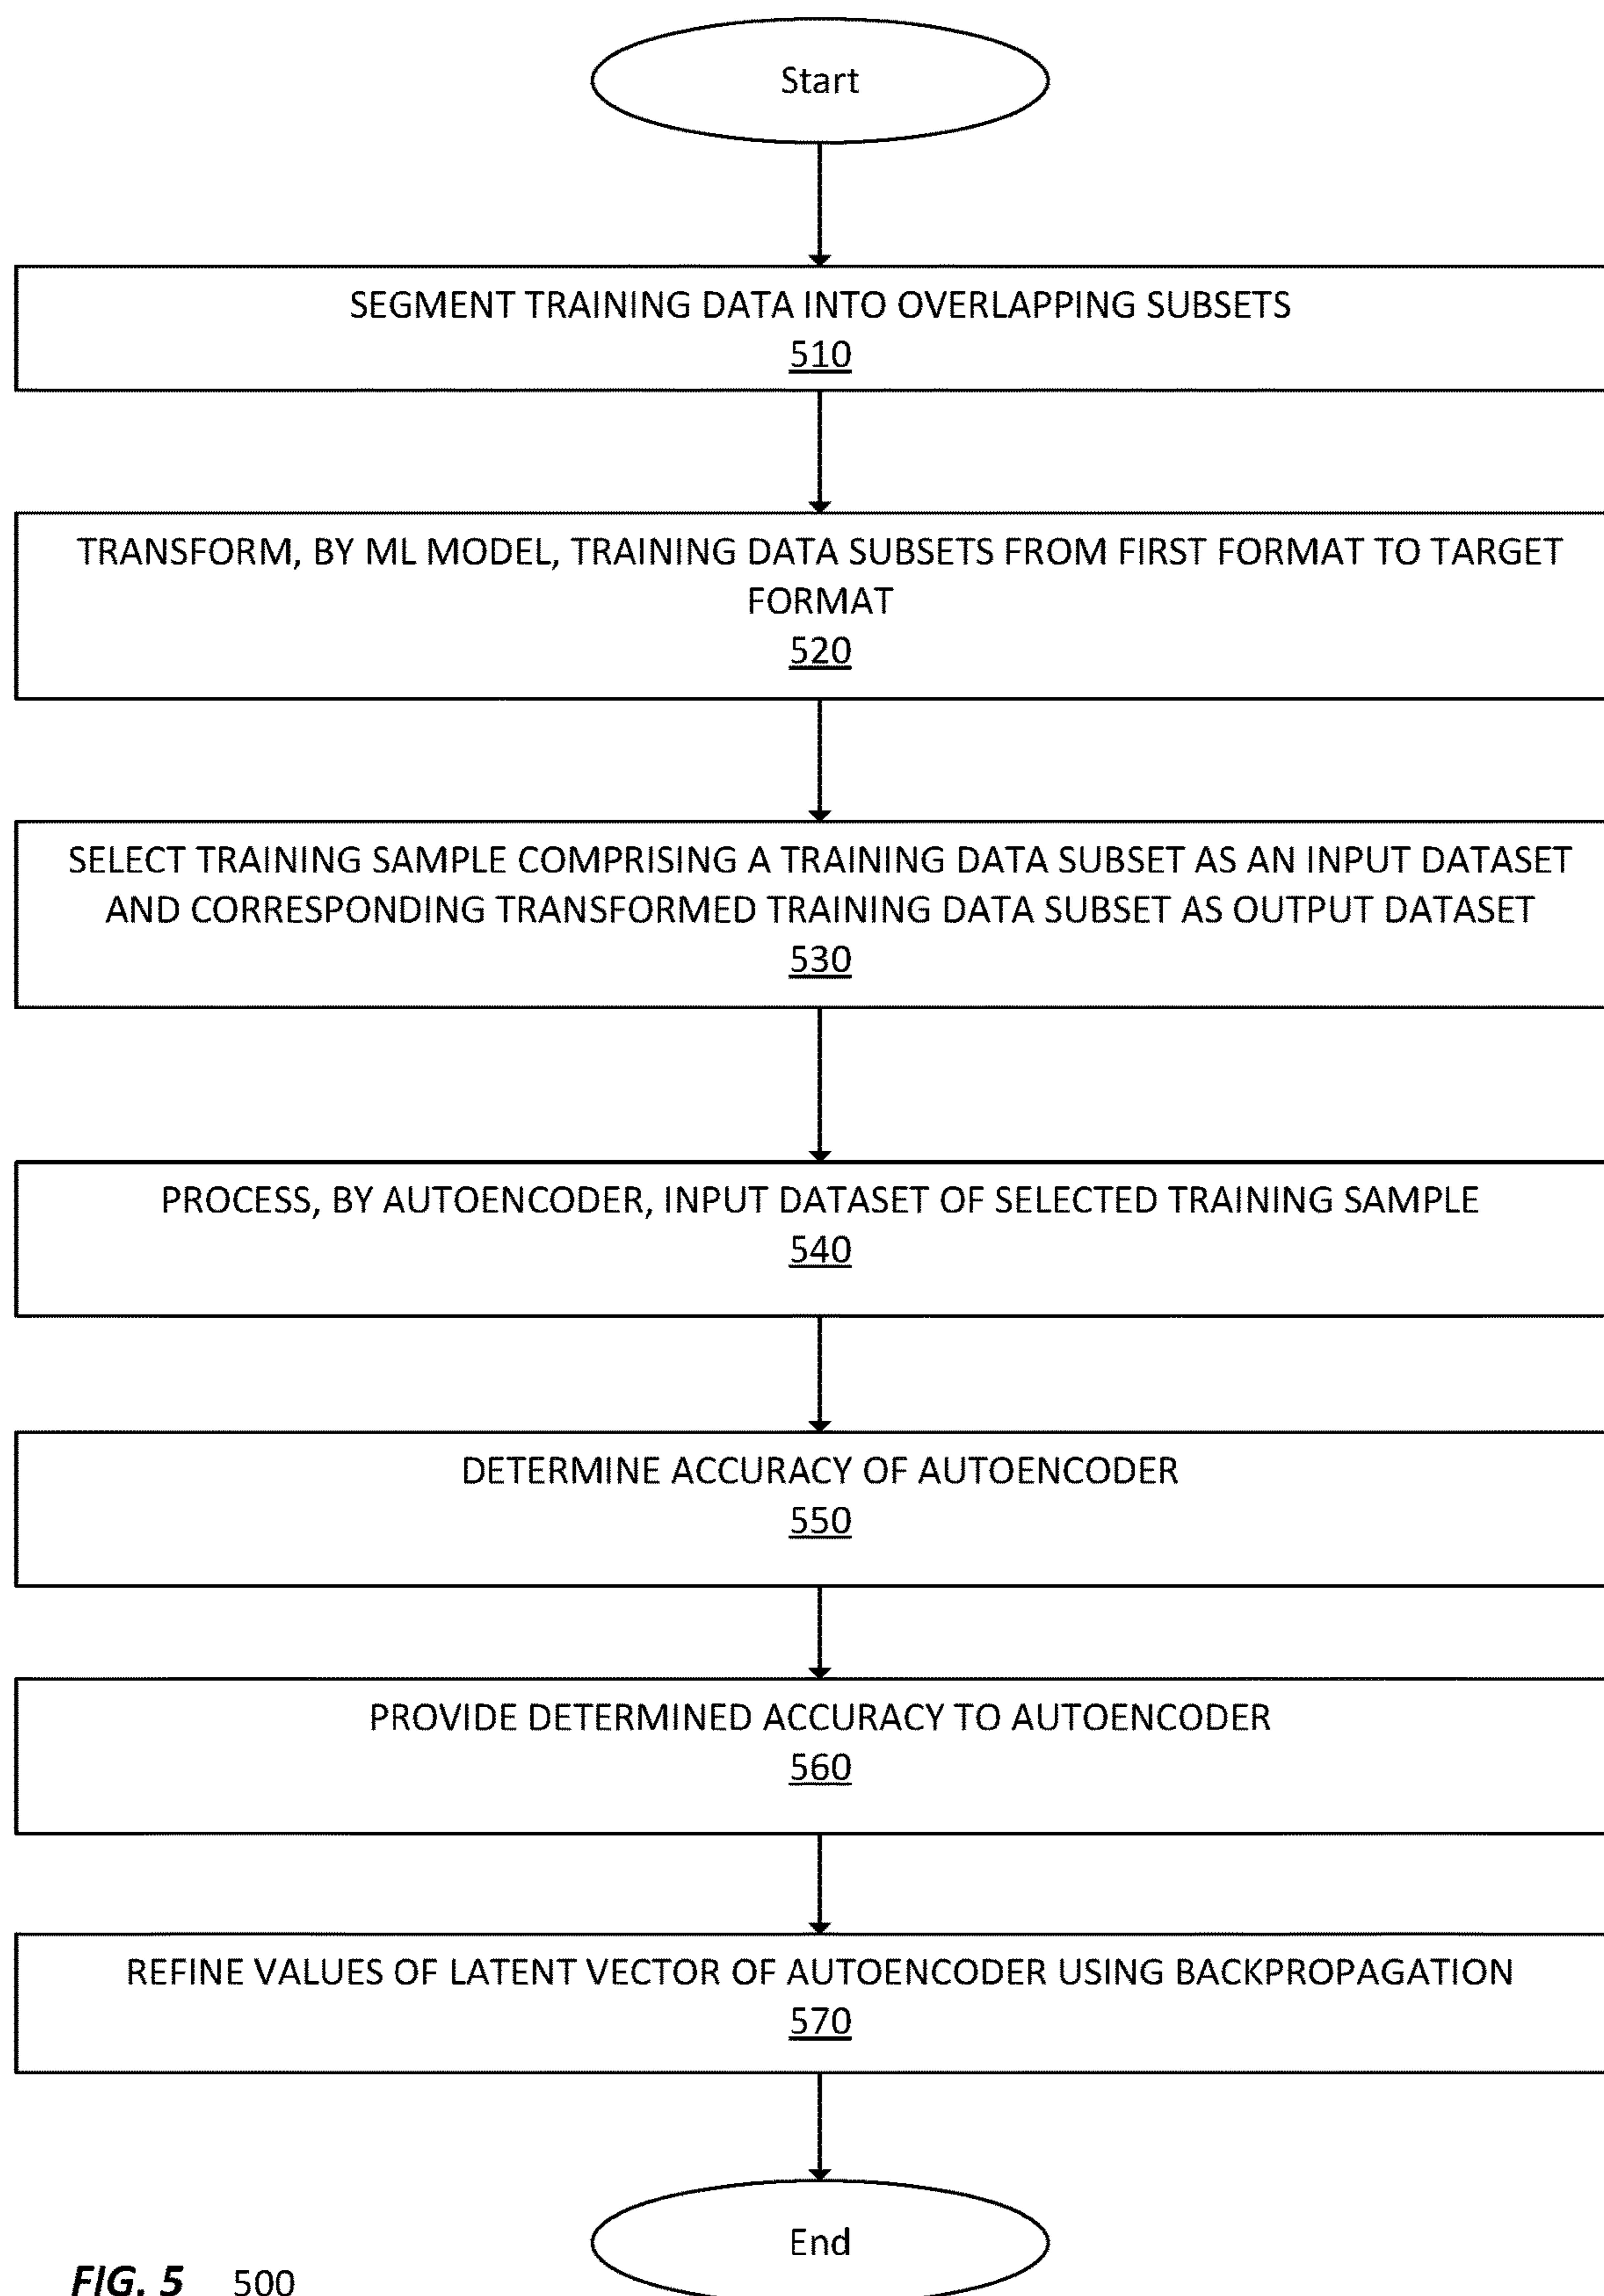 Start
SEGMENT TRAINING DATA INTO OVERLAPPING SUBSETS
510
TRANSFORM, BY ML MODEL, TRAINING DATA SUBSETS FROM FIRST FORMAT TO TARGET
FORMAT
520
SELECT TRAINING SAMPLE COMPRISING A TRAINING DATA SUBSET AS AN INPUT DATASET
AND CORRESPONDING TRANSFORMED TRAINING DATA SUBSET AS OUTPUT DATASET
530
PROCESS, BY AUTOENCODER, INPUT DATASET OF SELECTED TRAINING SAMPLE
540
DETERMINE ACCURACY OF AUTOENCODER
550
PROVIDE DETERMINED ACCURACY TO AUTOENCODER
560
REFINE VALUES OF LATENT VECTOR OF AUTOENCODER USING BACKPROPAGATION
570
End
FIG. 5 500